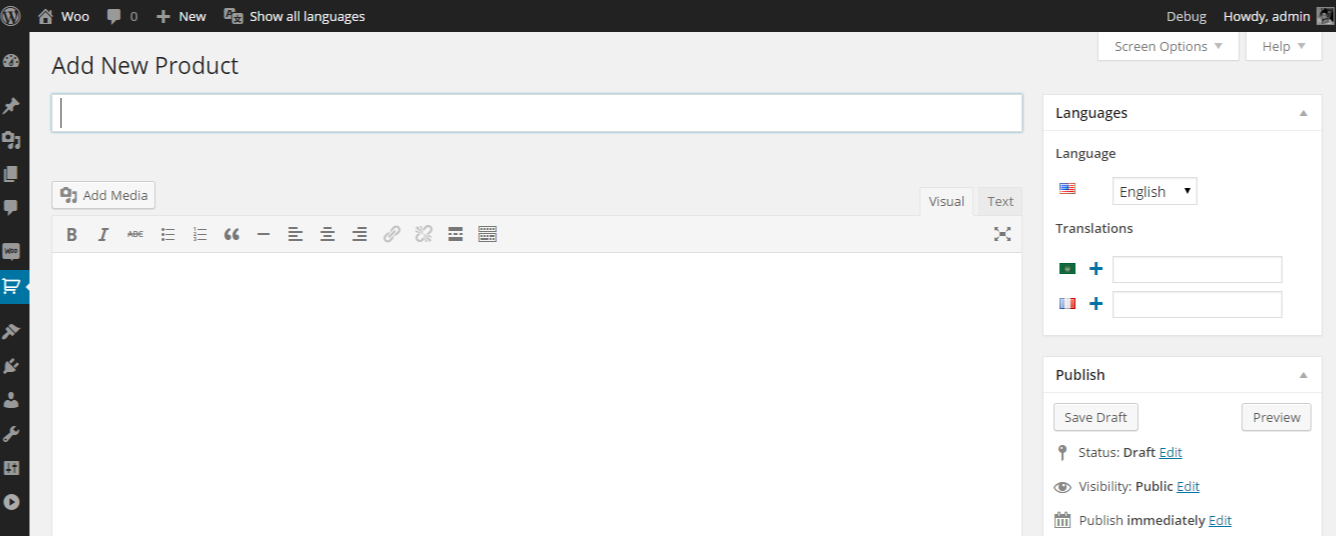 Woo 0 New Show all languages Debug Howdy, admin
Screen Options Help
Add New Product
Languages
Language
English
Add Media
Visual Text
Translations
B I ABC
Publish
Save Draft Preview
Status: Draft Edit
Visibility: Public Edit
Publish immediately Edit